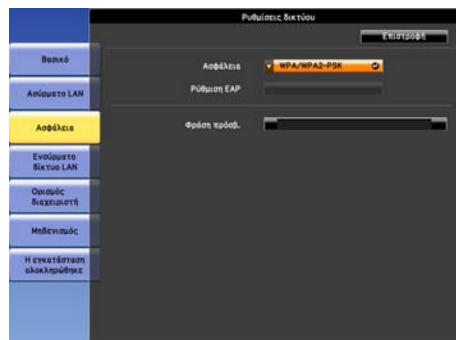 Ρυθμίσεις δικτύου
Επιστροφή
Βασικό
Ασύρματο LAN
Ασφάλεια
Ενσύρματο
δίκτυο LAN
Ορισμός
διαχειριστή
Μηδενισμός
Η εγκατάσταση
ολοκληρώθηκε
Ασφάλεια
WPA/WPA2-PSK
Ρύθμιση EAP
Φράση πρόσβ.